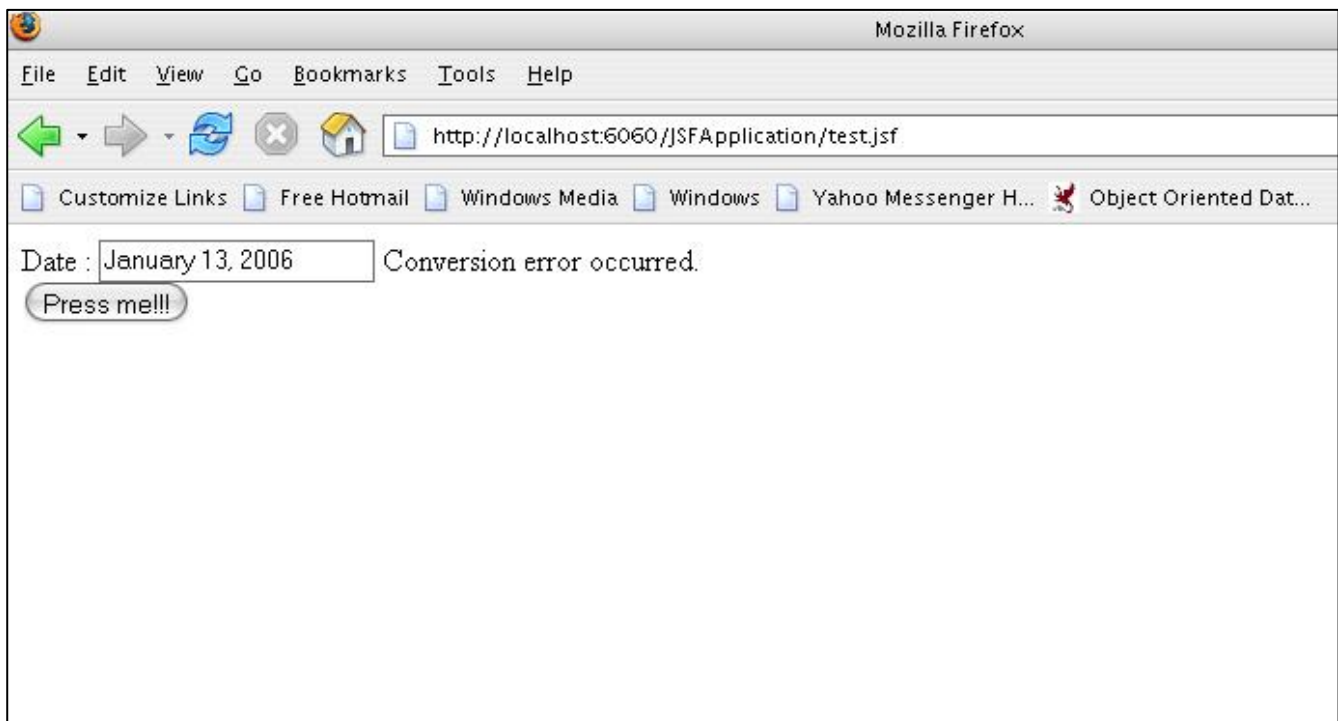 Mozilla Firefox
File Edit View Go Bookmarks Tools Help
http://localhost:6060/JSFApplication/test.jsf
Customize Links Free Hotmail Windows Media Windows Yahoo Messenger H... Object Oriented Dat...
Date : January 13, 2006 Conversion error occurred.
Press me!!!